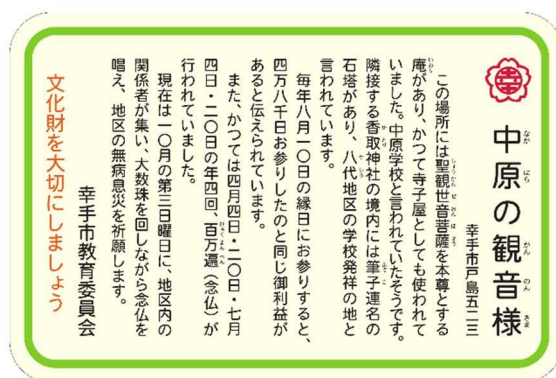 幸
中原の観音様
幸手市戸島五二三
この場所には聖観世音菩薩を本尊とする
庵があり、かつて寺子屋としても使われて
いました。中原学校と言われていたそうです。
隣接する香取神社の境内には筆子連名の
石塔があり、八代地区の学校発祥の地と
言われています。
毎年八月一〇日の縁日にお参りすると、
四万八千日お参りしたのと同じ御利益が
あると伝えられています。
また、かつては四月四日・二〇日・七月
四日・二〇日の年四回、百万遍（念仏）が
行われていました。
現在は一〇月の第三日曜日に、地区内の
関係者が集い、大数珠を回しながら念仏を
唱え、地区の無病息災を祈願します。
幸手市教育委員会
文化財を大切にしましょう